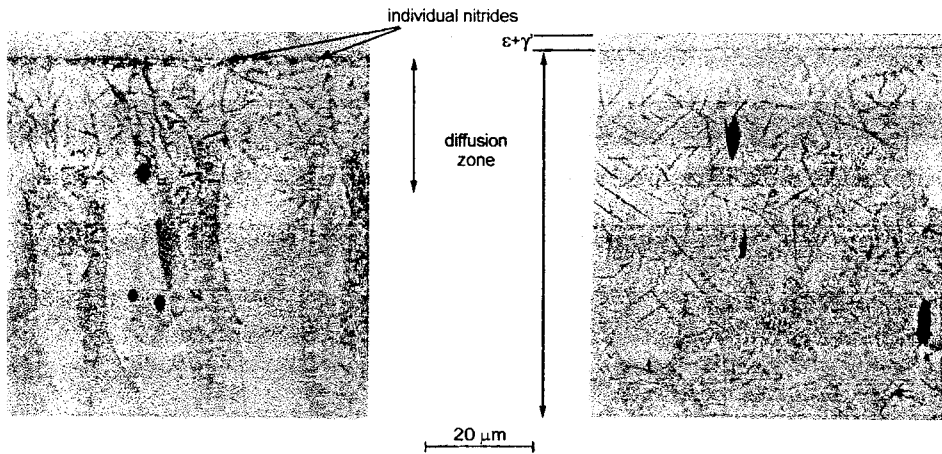 individual nitrides
ε+γ'
diffusion
zone
20 μm